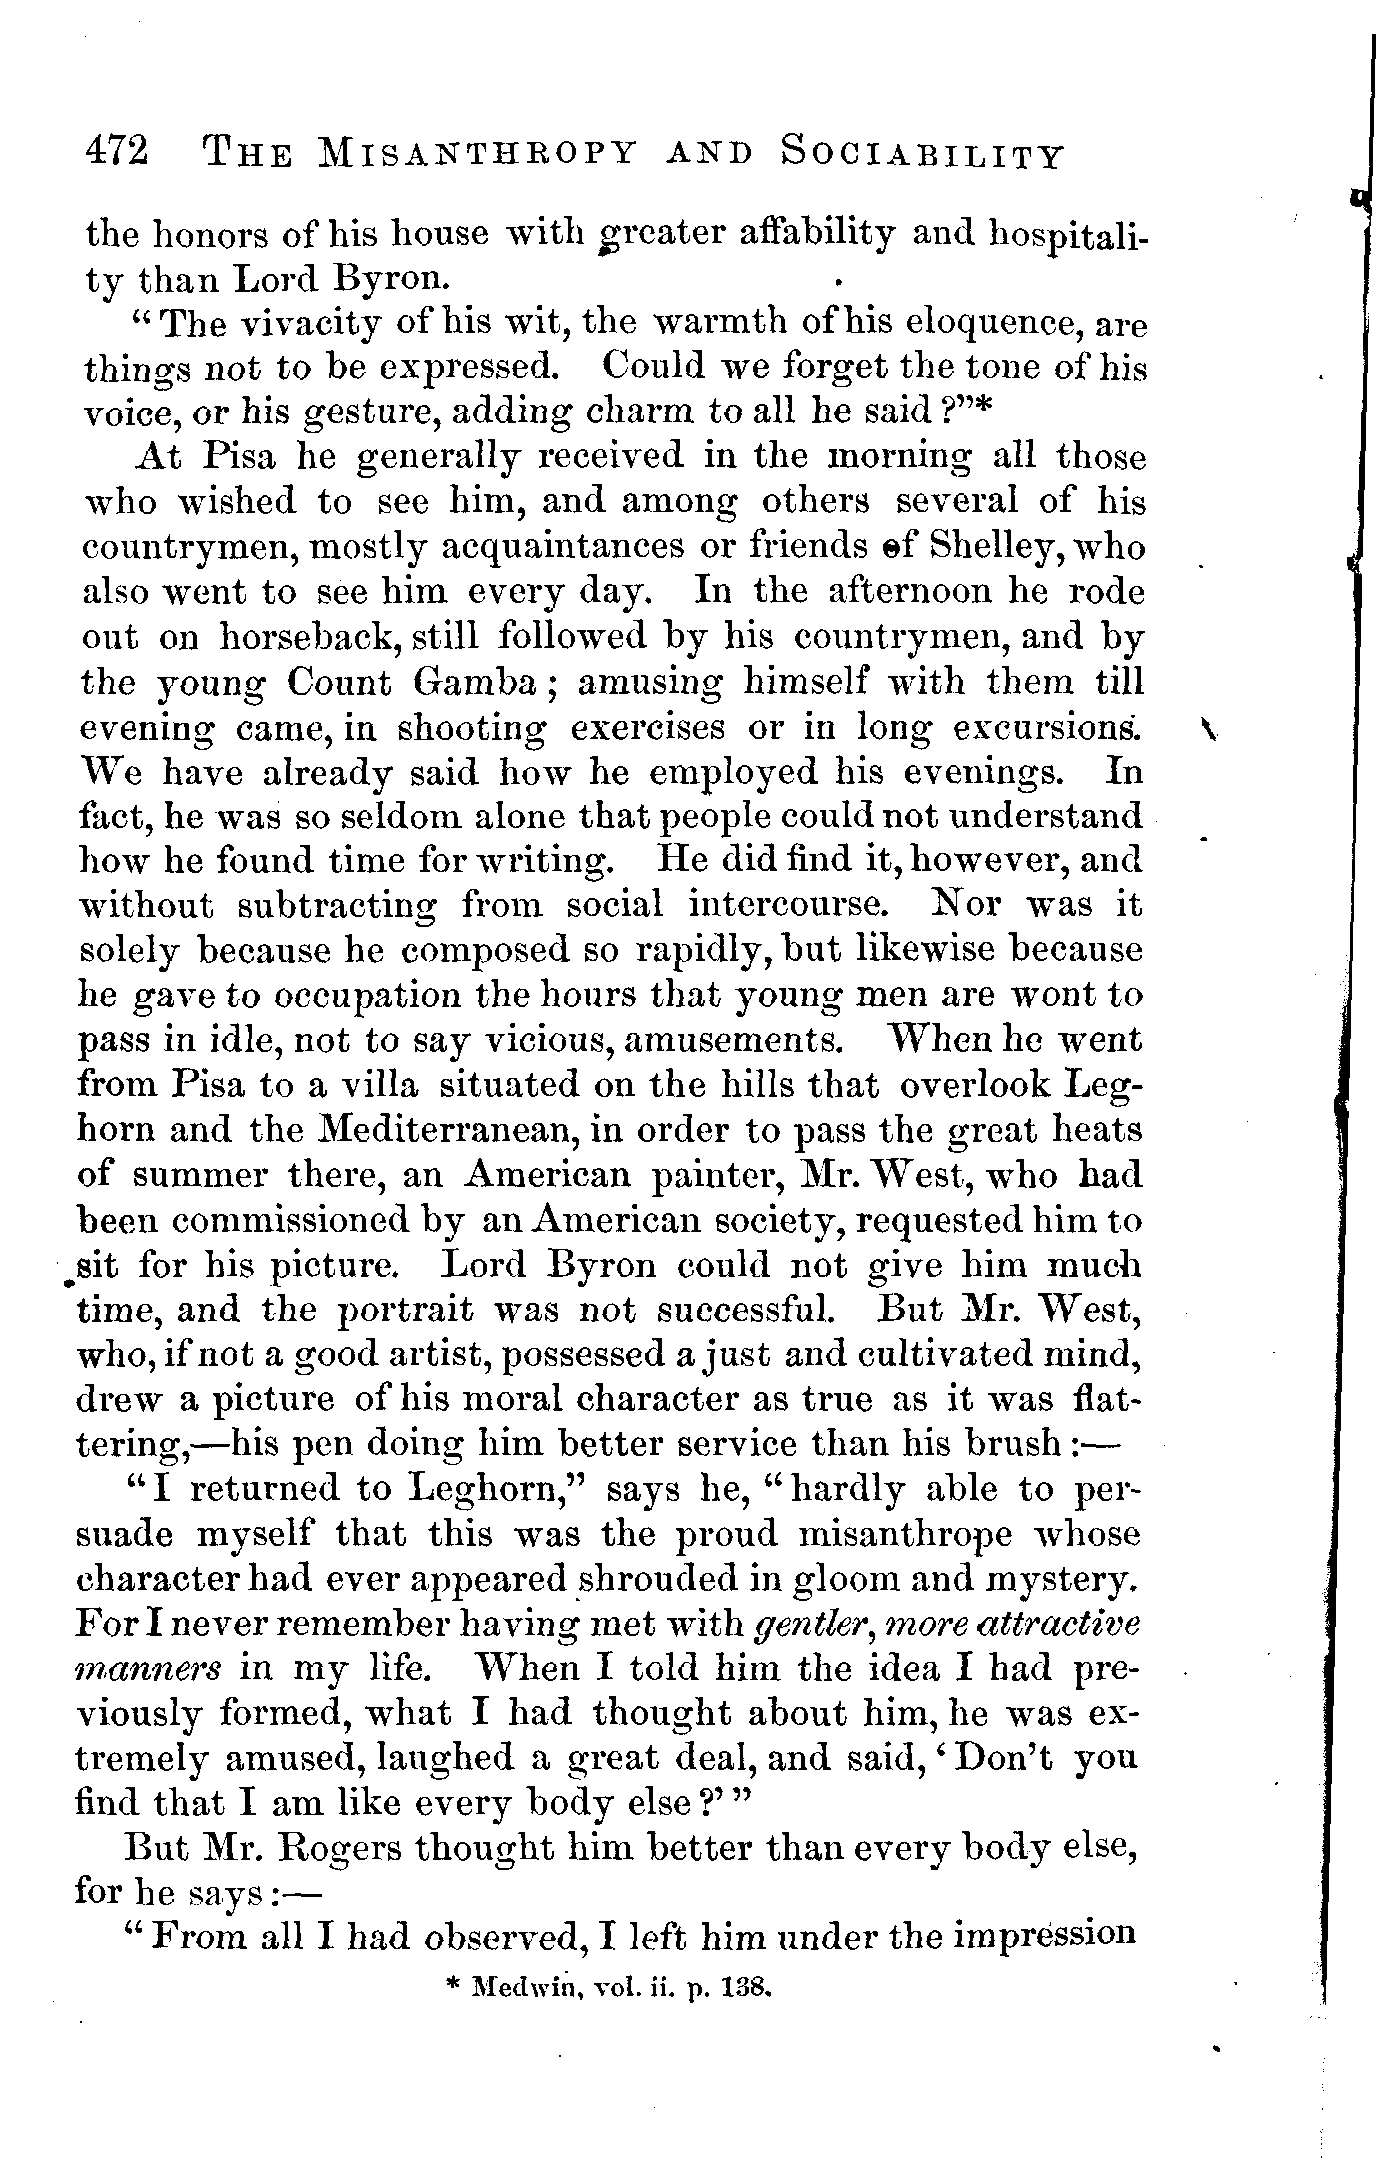 472 THE MISANTHROPY AND SOCIABILITY
the honors of his house with greater affability and hospitali-
ty than Lord Byron.
“The vivacity of his wit, the warmth of his eloquence, are
things not to be expressed. Could we forget the tone of his
voice, or his gesture, adding charm to all he said?”*
At Pisa he generally received in the morning all those
who wished to see him, and among others several of his
countrymen, mostly acquaintances or friends of Shelley, who
also went to see him every day. In the afternoon he rode
out on horseback, still followed by his countrymen, and by
the young Count Gamba; amusing himself with them till
evening came, in shooting exercises or in long excursions.
We have already said how he employed his evenings. In
fact, he was so seldom alone that people could not understand
how he found time for writing. He did find it, however, and
without subtracting from social intercourse. Nor was it
solely because he composed so rapidly, but likewise because
he gave to occupation the hours that young men are wont to
pass in idle, not to say vicious, amusements. When he went
from Pisa to a villa situated on the hills that overlook Leg-
horn and the Mediterranean, in order to pass the great heats
of summer there, an American painter, Mr. West, who had
been commissioned by an American society, requested him to
sit for his picture. Lord Byron could not give him much
time, and the portrait was not successful. But Mr. West,
who, if not a good artist, possessed a just and cultivated mind,
drew a picture of his moral character as true as it was flat-
tering,—his pen doing him better service than his brush:—
“I returned to Leghorn,” says he, “hardly able to per-
suade myself that this was the proud misanthrope whose
character had ever appeared shrouded in gloom and mystery.
For I never remember having met with gentler, more attractive
manners in my life. When I told him the idea I had pre-
viously formed, what I had thought about him, he was ex-
tremely amused, laughed a great deal, and said, ‘Don’t you
find that I am like every body else?’”
But Mr. Rogers thought him better than every body else,
for he says:—
“From all I had observed, I left him under the impression
* Medwin, vol. ii. p. 138.